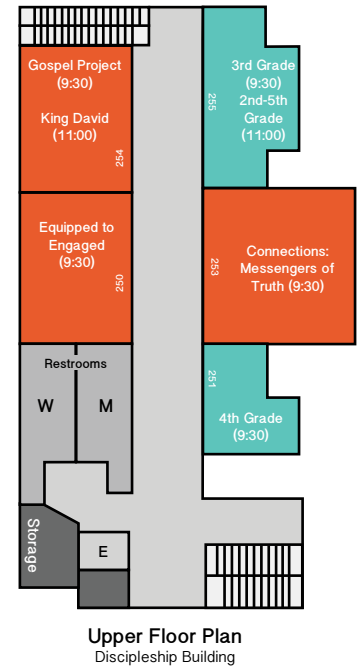 Gospel Project
(9:30)
King David
(11:00)
254
3rd Grade
(9:30)
2nd-5th
Grade
(11:00)
255
Equipped to
Engaged
(9:30)
250
Connections:
Messengers of
Truth (9:30)
253
Restrooms
W
M
251
4th Grade
(9:30)
Storage
E
Upper Floor Plan
Discipleship Building